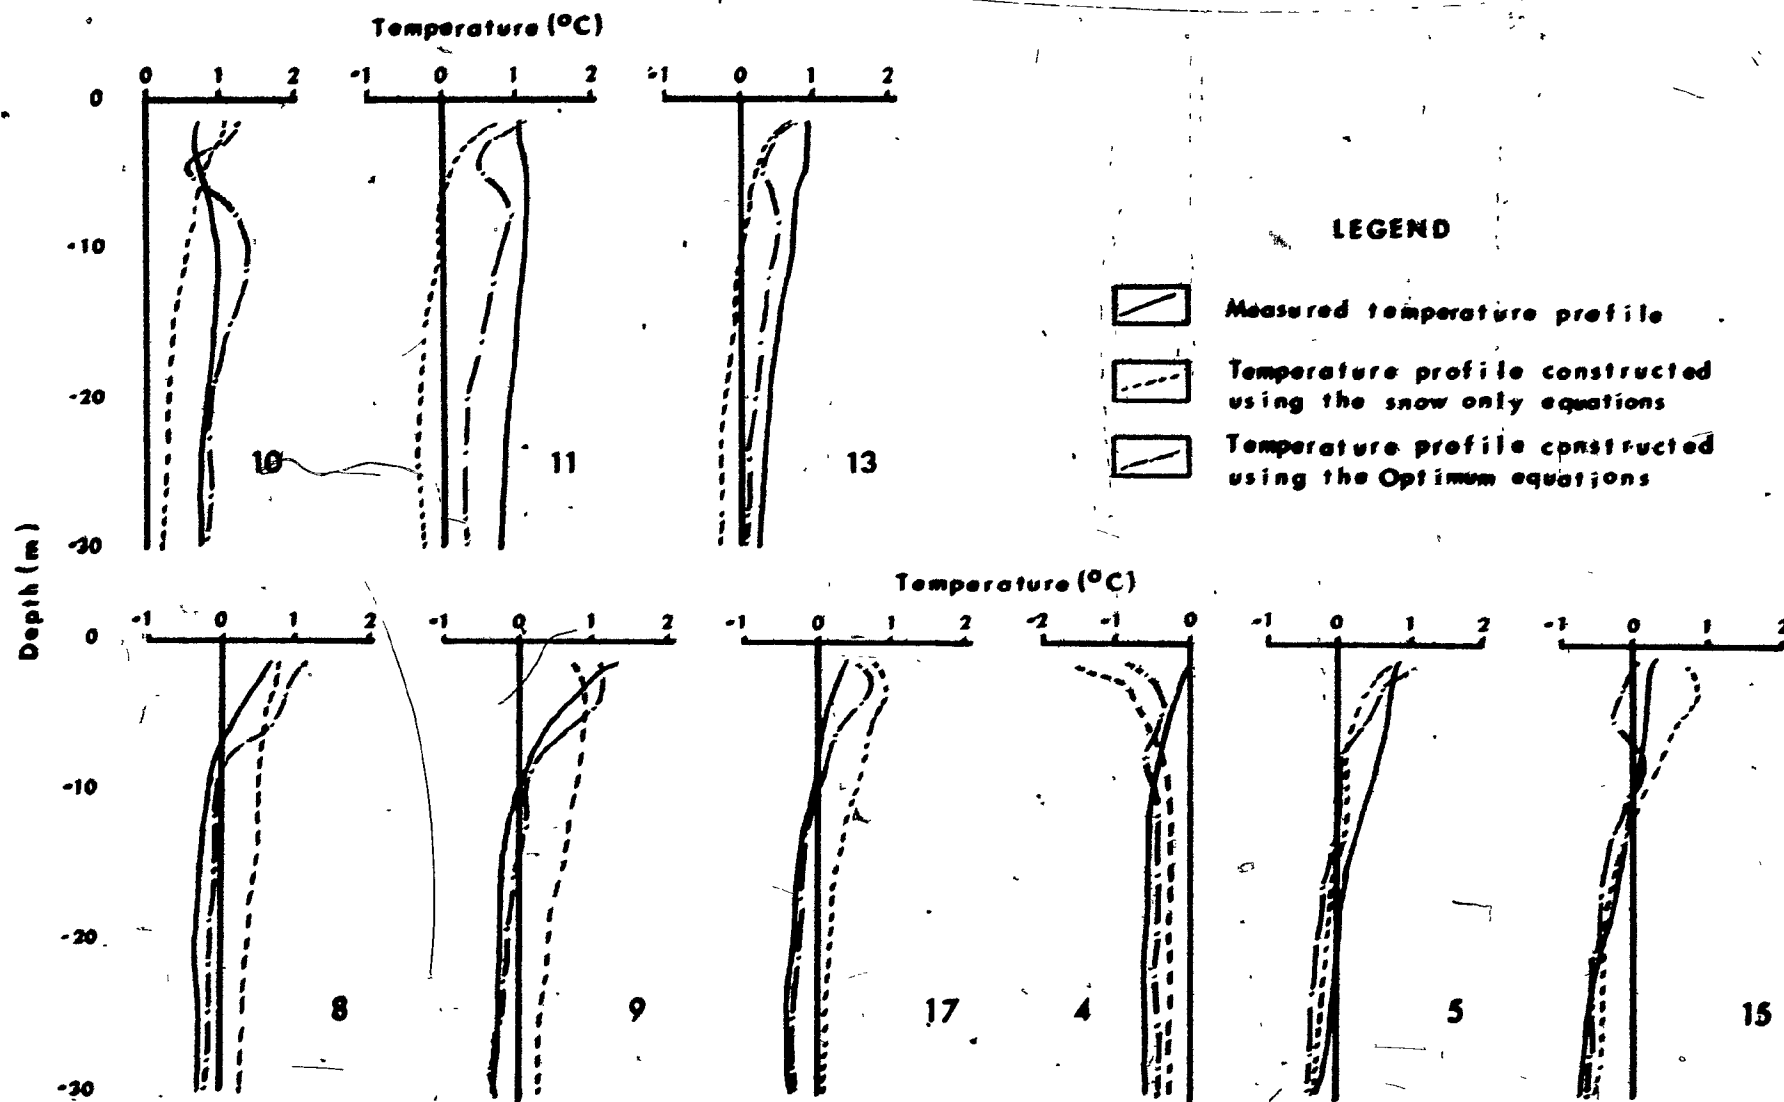 Temperature (°C)
0 1 2 -1 0 1 2 -1 0 1 2
0
-10
-20
-30
10 11 13
LEGEND
Measured temperature profile
Temperature profile constructed
using the snow only equations
Temperature profile constructed
using the Optimum equations
Depth (m)
Temperature (°C)
-1 0 1 2 -1 0 1 2 -1 0 1 2 -2 -1 0 -1 0 1 2 -1 0 1 2
0
-10
-20
-30
8 9 17 4 5 15